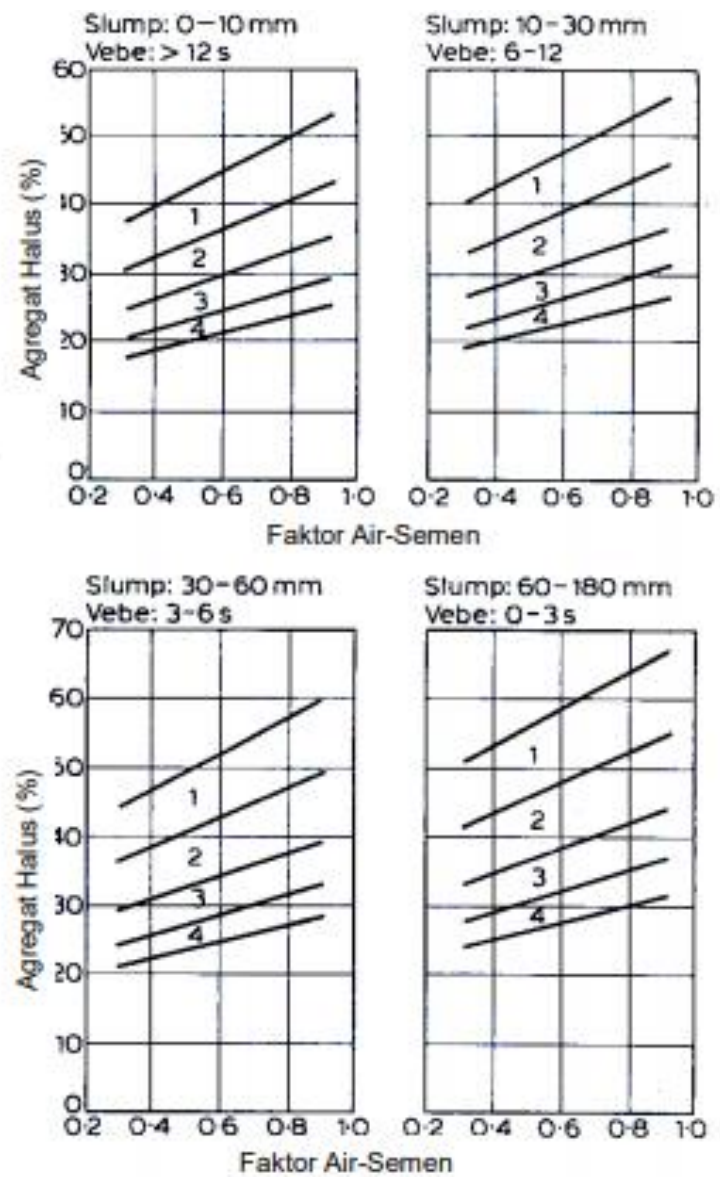 Slump: 0-10 mm
Vebe: > 12 s
Agregat Halus (%)
60
50
40
30
20
10
0
1
2
3
4
0·2 0·4 0·6 0·8 1·0
Slump: 10-30 mm
Vebe: 6-12
1
2
3
4
0·2 0·4 0·6 0·8 1·0
Faktor Air-Semen
Slump: 30-60 mm
Vebe: 3-6 s
Agregat Halus (%)
70
60
50
40
30
20
10
0
1
2
3
4
0·2 0·4 0·6 0·8 1·0
Slump: 60-180 mm
Vebe: 0-3 s
1
2
3
4
0·2 0·4 0·6 0·8 1·0
Faktor Air-Semen